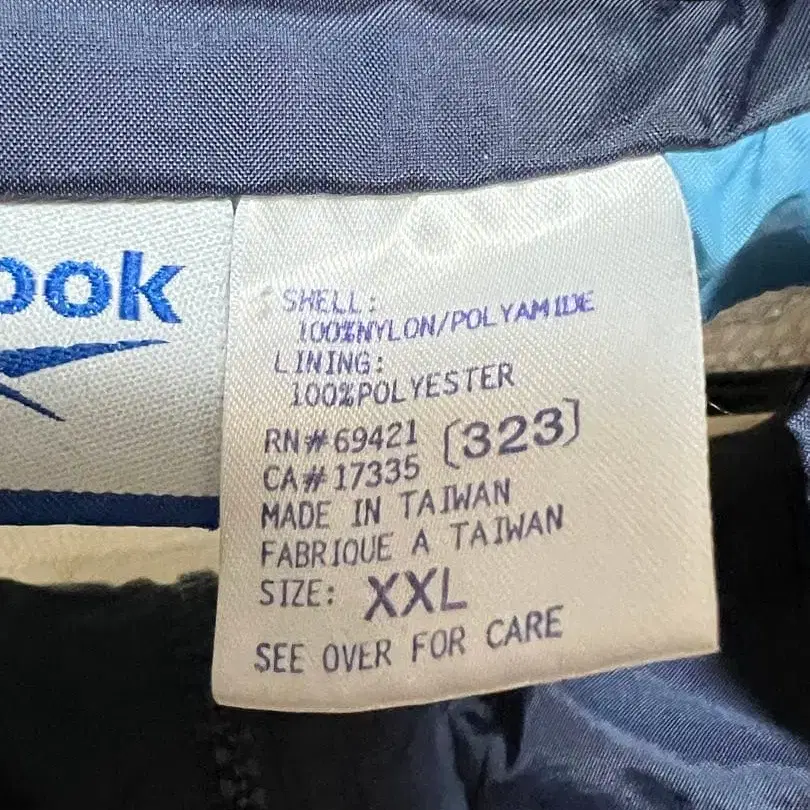 ook
SHELL:
100%NYLON/POLYAMIDE
LINING:
100%POLYESTER
RN#69421 [323]
CA#17335
MADE IN TAIWAN
FABRIQUE A TAIWAN
SIZE: XXL
SEE OVER FOR CARE